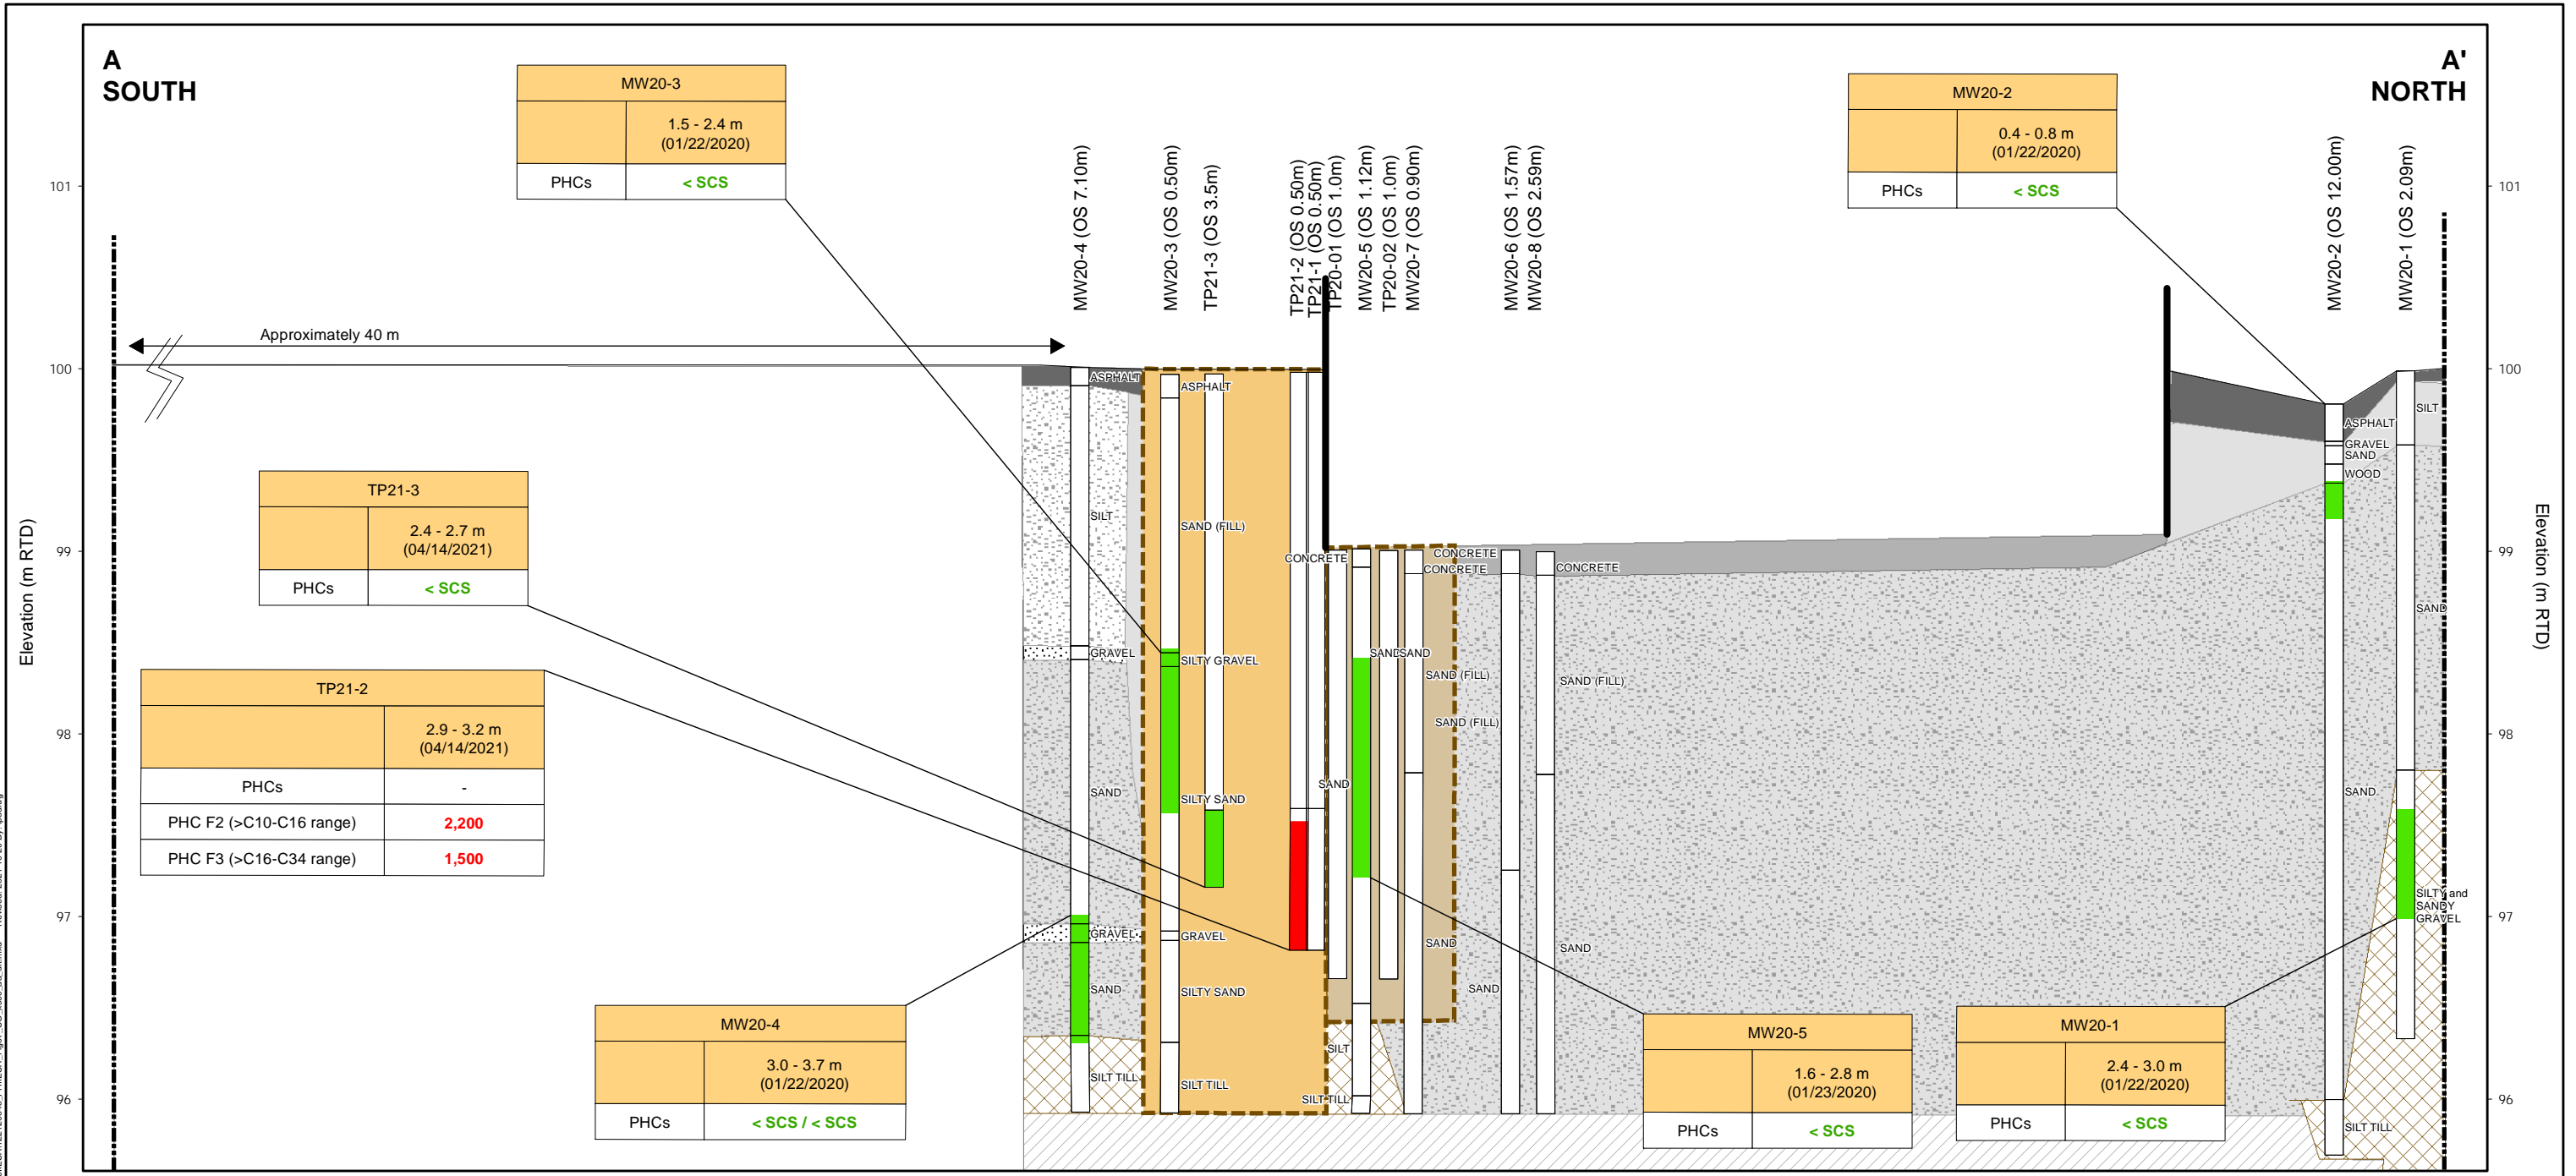 A
SOUTH
A'
NORTH
MW20-3
1.5 - 2.4 m
(01/22/2020)
PHCs < SCS
MW20-2
0.4 - 0.8 m
(01/22/2020)
PHCs < SCS
MW20-4 (OS 7.10m)
MW20-3 (OS 0.50m)
TP21-3 (OS 3.5m)
TP21-2 (OS 0.50m)
TP21-1 (OS 0.50m)
TP20-01 (OS 1.0m)
MW20-5 (OS 1.12m)
TP20-02 (OS 1.0m)
MW20-7 (OS 0.90m)
MW20-6 (OS 1.57m)
MW20-8 (OS 2.59m)
MW20-2 (OS 12.00m)
MW20-1 (OS 2.09m)
Approximately 40 m
101
100
99
98
97
96
Elevation (m RTD)
101
100
99
98
97
96
Elevation (m RTD)
TP21-3
2.4 - 2.7 m
(04/14/2021)
PHCs < SCS
TP21-2
2.9 - 3.2 m
(04/14/2021)
PHCs -
PHC F2 (>C10-C16 range) 2,200
PHC F3 (>C16-C34 range) 1,500
MW20-4
3.0 - 3.7 m
(01/22/2020)
PHCs < SCS / < SCS
MW20-5
1.6 - 2.8 m
(01/23/2020)
PHCs < SCS
MW20-1
2.4 - 3.0 m
(01/22/2020)
PHCs < SCS
ASPHALT
SILT
GRAVEL
SAND
GRAVEL
SAND
SILT TILL
ASPHALT
SAND (FILL)
SILTY GRAVEL
SILTY SAND
GRAVEL
SILTY SAND
SILT TILL
CONCRETE
SAND
SAND
SAND
SILT
SILT TILL
CONCRETE
SAND (FILL)
SAND
CONCRETE
SAND (FILL)
SAND
CONCRETE
SAND (FILL)
SAND
ASPHALT
GRAVEL
SAND
WOOD
SAND
SILT TILL
SILT
SAND
SILTY and
SANDY
GRAVEL